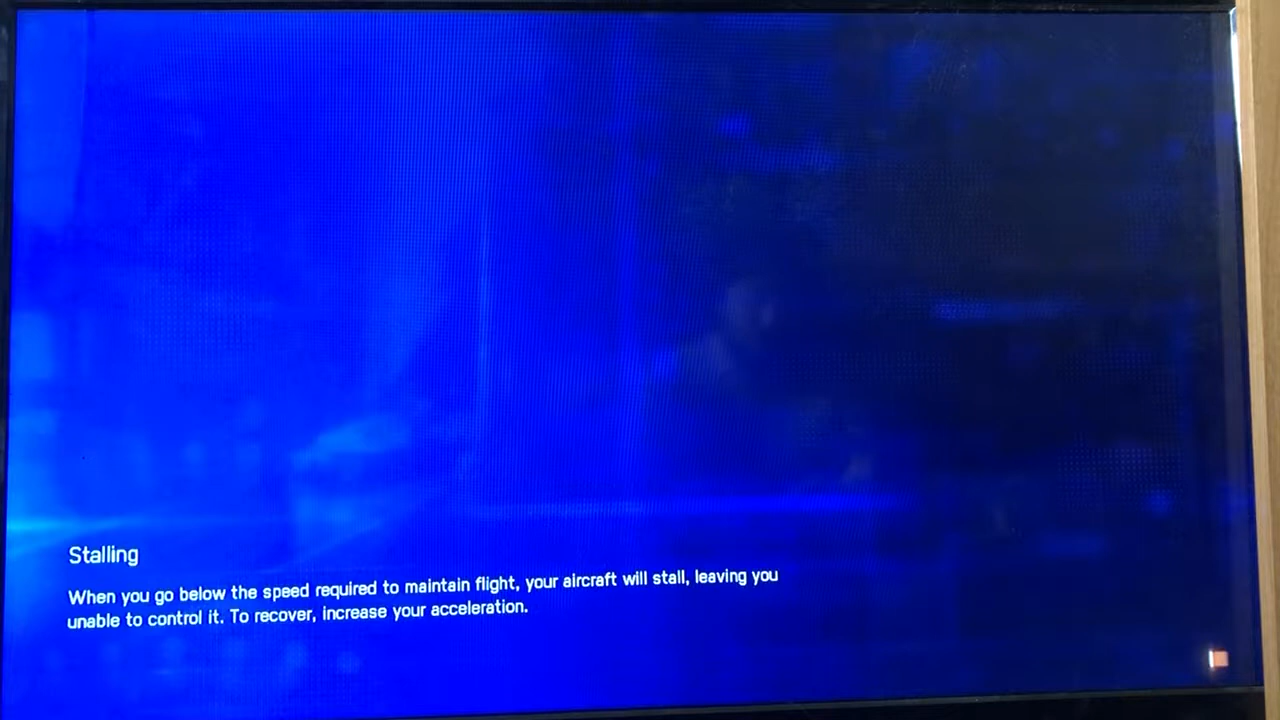 Stalling
When you go below the speed required to maintain flight, your aircraft will stall, leaving you
unable to control it. To recover, increase your acceleration.